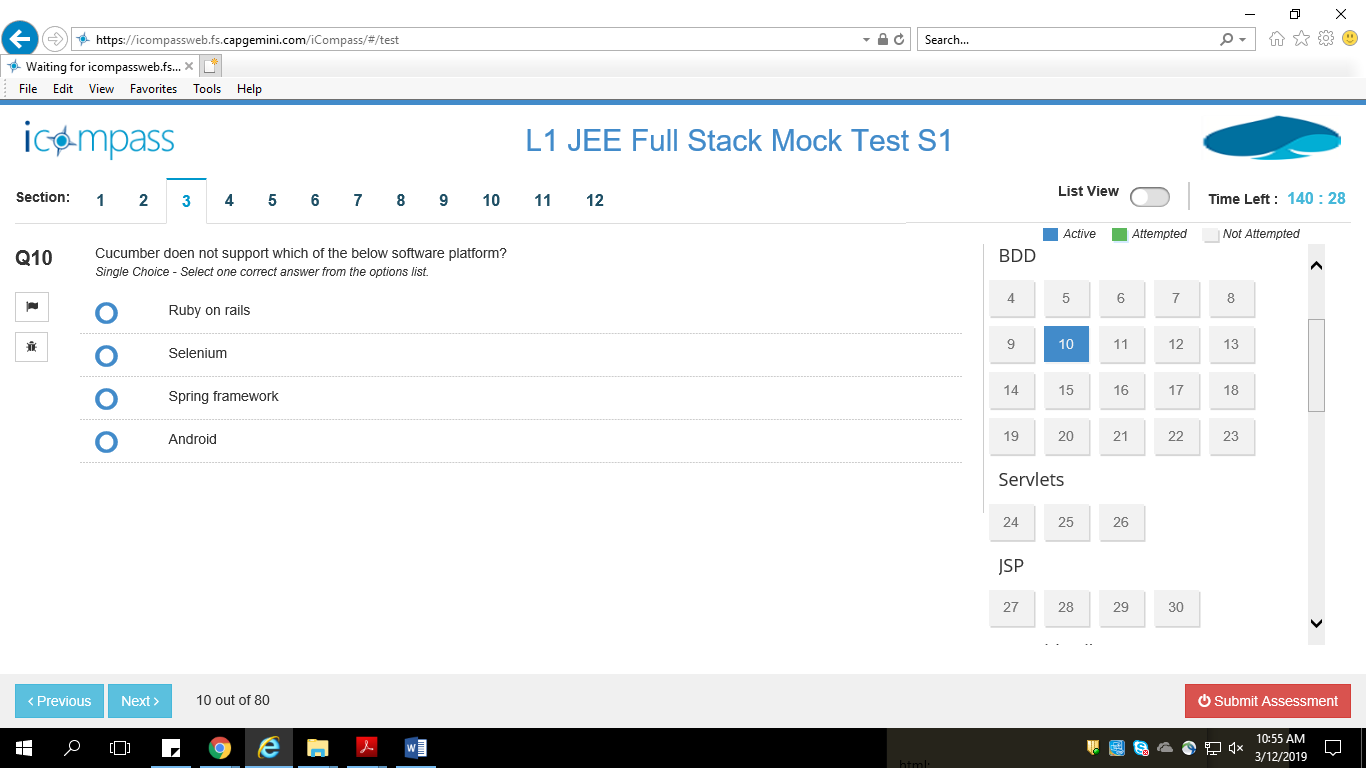 https://icompassweb.fs.capgemini.com/iCompass/#/test
Search...
Waiting for icompassweb.fs...
File Edit View Favorites Tools Help
icompass
L1 JEE Full Stack Mock Test S1
Section: 1 2 3 4 5 6 7 8 9 10 11 12
List View
Time Left : 140 : 28
Active Attempted Not Attempted
Q10
Cucumber doen not support which of the below software platform?
Single Choice - Select one correct answer from the options list.
Ruby on rails
Selenium
Spring framework
Android
BDD
4 5 6 7 8
9 10 11 12 13
14 15 16 17 18
19 20 21 22 23
Servlets
24 25 26
JSP
27 28 29 30
< Previous
Next >
10 out of 80
Submit Assessment
html:
10:55 AM
3/12/2019